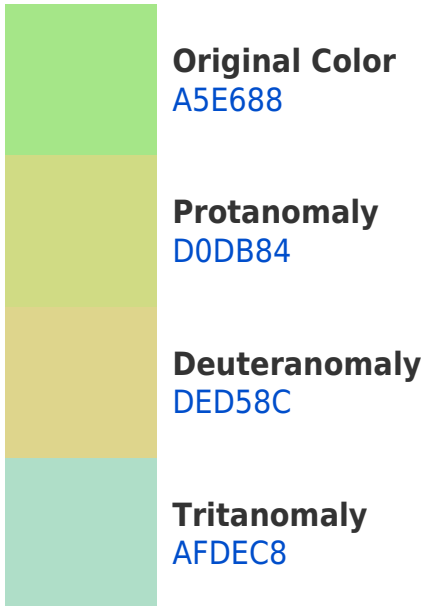 Original Color
A5E688
Protanomaly
D0DB84
Deuteranomaly
DED58C
Tritanomaly
AFDEC8